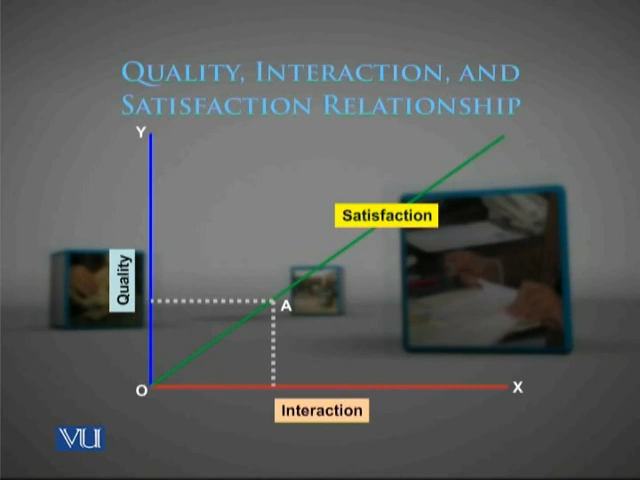 QUALITY, INTERACTION, AND
SATISFACTION RELATIONSHIP
Y
Satisfaction
Quality
A
O
X
Interaction
VU